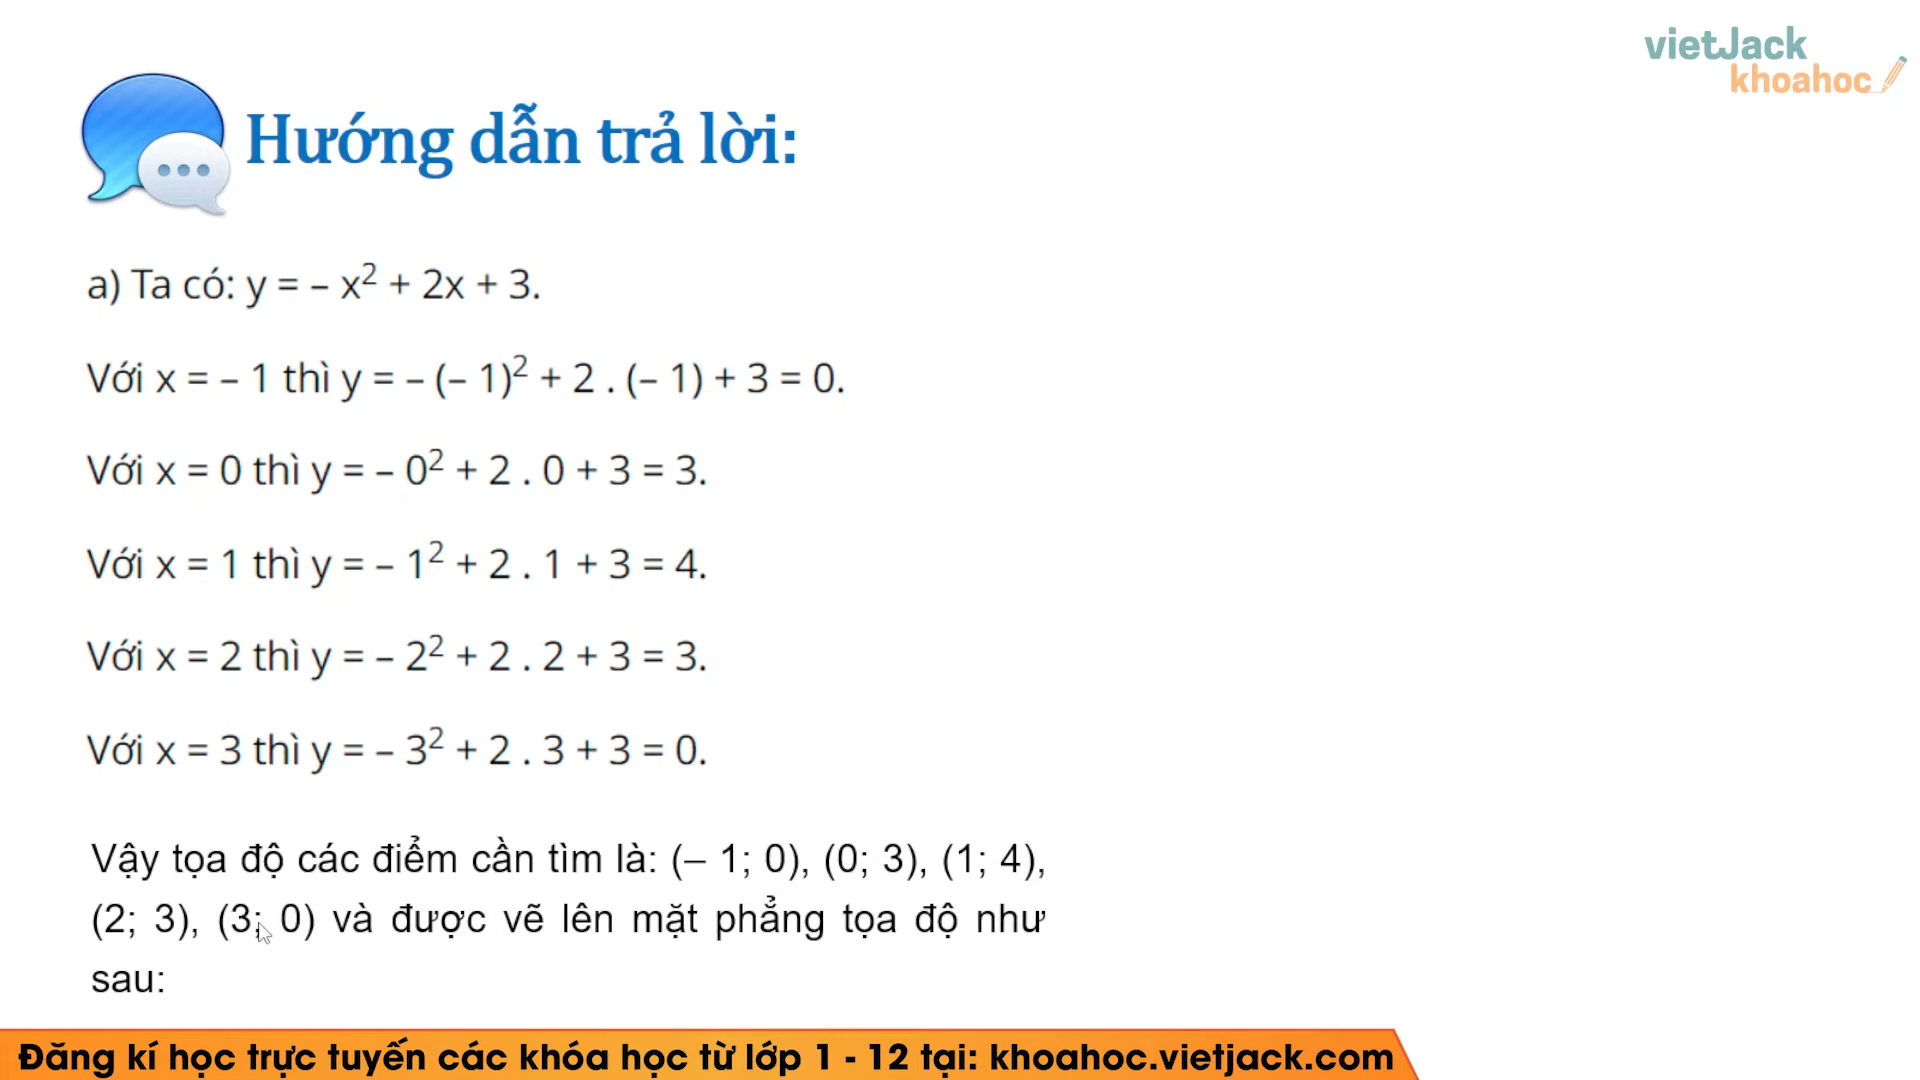 vietJack
khoahoc
Hướng dẫn trả lời:
a) Ta có: y = – x² + 2x + 3.
Với x = – 1 thì y = – (– 1)² + 2 . (– 1) + 3 = 0.
Với x = 0 thì y = – 0² + 2 . 0 + 3 = 3.
Với x = 1 thì y = – 1² + 2 . 1 + 3 = 4.
Với x = 2 thì y = – 2² + 2 . 2 + 3 = 3.
Với x = 3 thì y = – 3² + 2 . 3 + 3 = 0.
Vậy tọa độ các điểm cần tìm là: (– 1; 0), (0; 3), (1; 4),
(2; 3), (3; 0) và được vẽ lên mặt phẳng tọa độ như
sau:
Đăng kí học trực tuyến các khóa học từ lớp 1 - 12 tại: khoahoc.vietjack.com